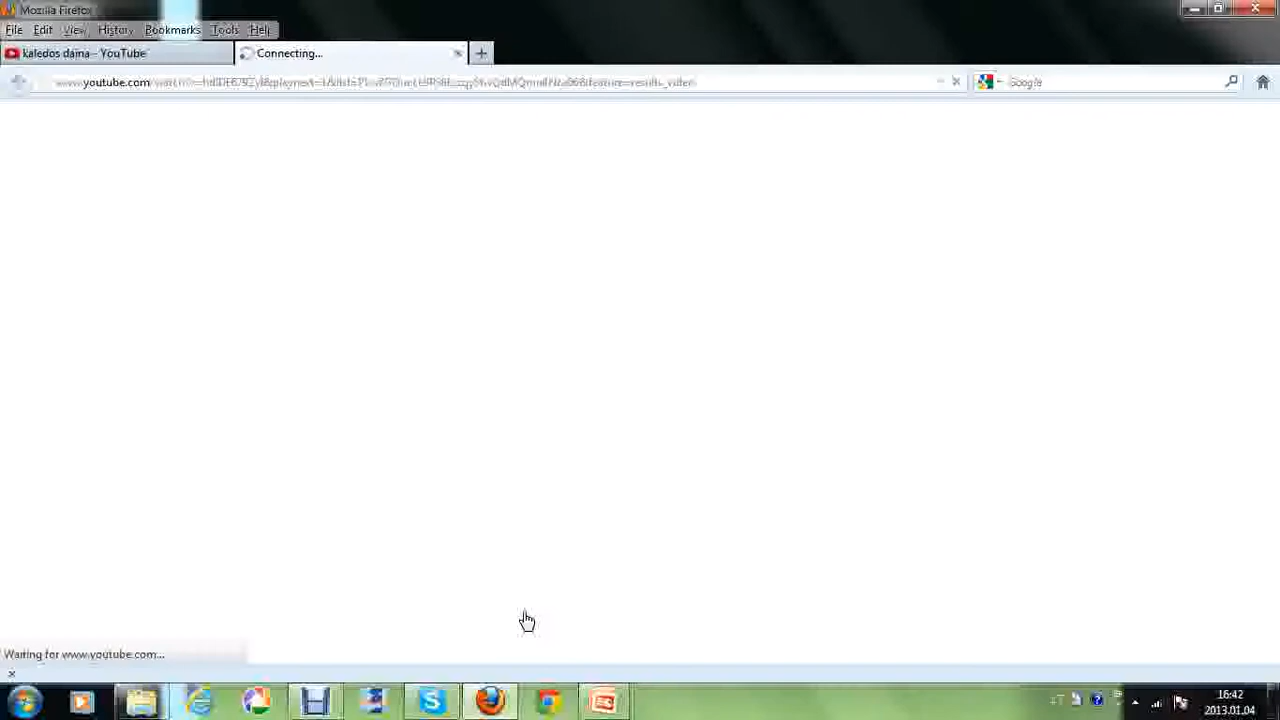 Mozilla Firefox
File Edit View History Bookmarks Tools Help
kaledos daina - YouTube Connecting...
www.youtube.com Google
Waiting for www.youtube.com...
16:42
2013.01.04